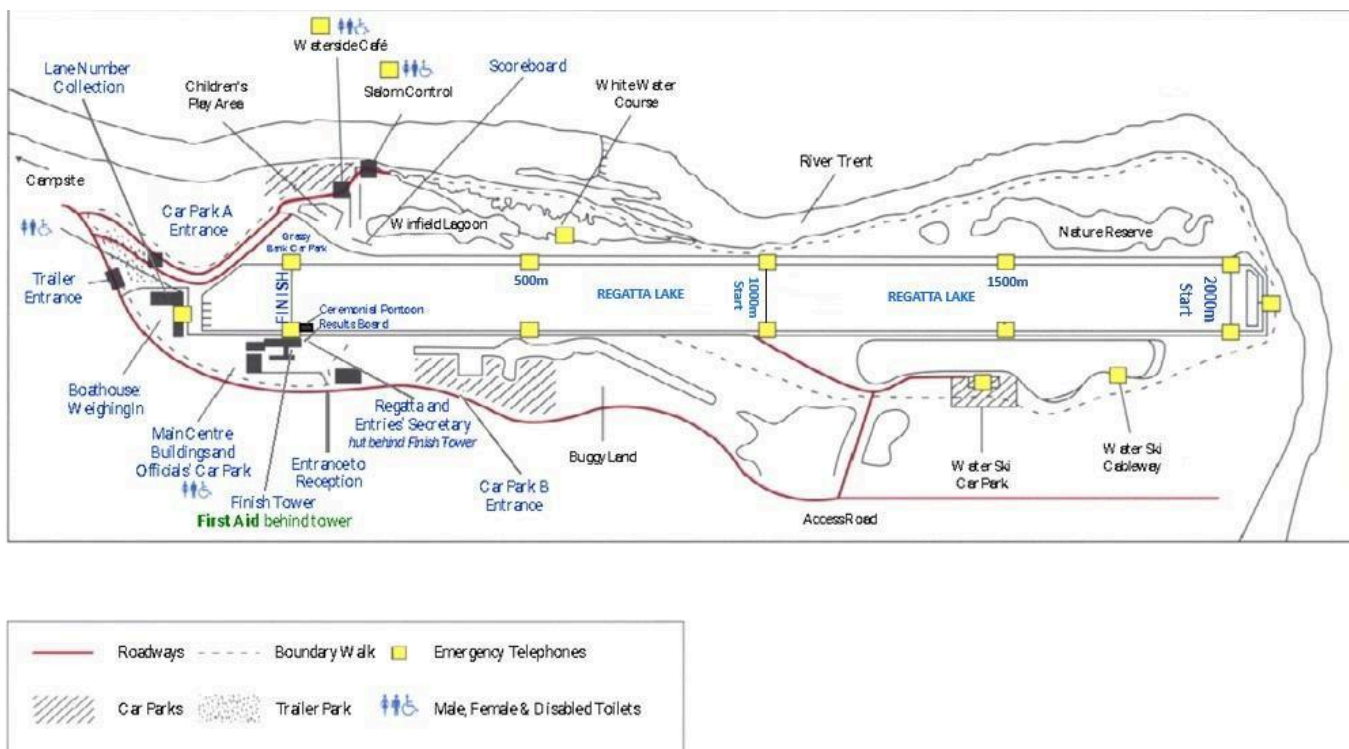 Waterside Café
Lane Number
Collection
Children's
Play Area
Slalom Control
Scoreboard
White Water
Course
River Trent
Campsite
Car Park A
Entrance
Winfield Lagoon
Nature Reserve
Grassy
Bank Car Park
Trailer
Entrance
FINISH
500m
REGATTA LAKE
1000m
Start
REGATTA LAKE
1500m
2000m
Start
Ceremonial Pontoon
Results Board
Boathouse:
Weighing In
Main Centre
Buildings and
Officials' Car Park
Finish Tower
First Aid behind tower
Entrance to
Reception
Regatta and
Entries' Secretary
hut behind Finish Tower
Car Park B
Entrance
Buggy Land
Access Road
Water Ski
Car Park
Water Ski
Cableway
Roadways
Boundary Walk
Emergency Telephones
Car Parks
Trailer Park
Male, Female & Disabled Toilets